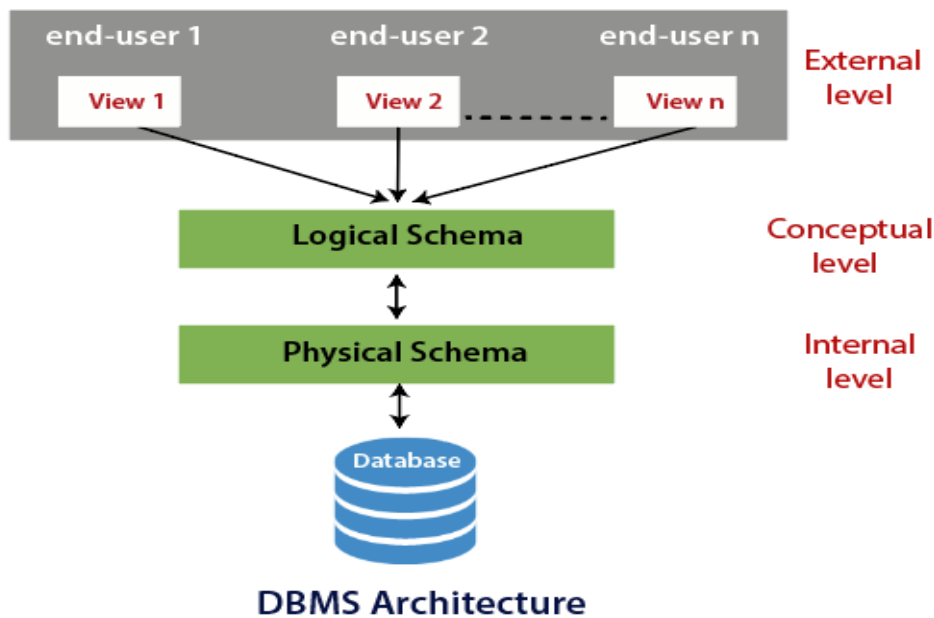 end-user 1 end-user 2 end-user n
View 1 View 2 View n
External
level
Logical Schema
Conceptual
level
Physical Schema
Internal
level
Database
DBMS Architecture